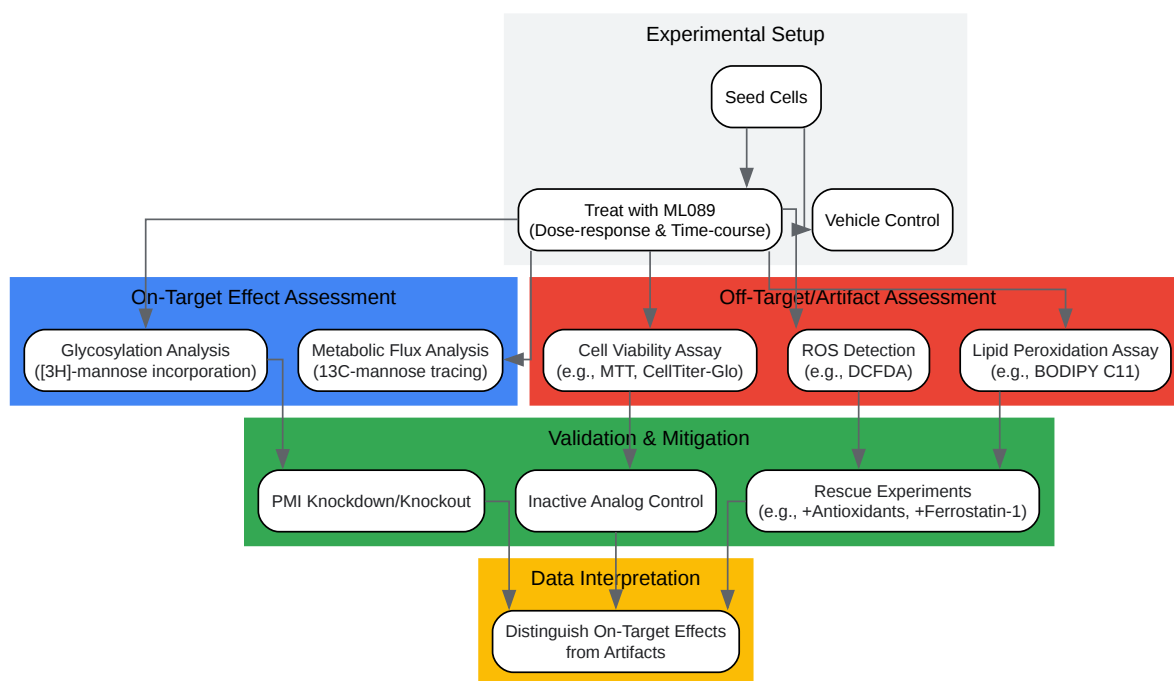 Experimental Setup
Seed Cells
Treat with ML089
(Dose-response & Time-course)
Vehicle Control
On-Target Effect Assessment
Glycosylation Analysis
([3H]-mannose incorporation)
Metabolic Flux Analysis
(13C-mannose tracing)
Off-Target/Artifact Assessment
Cell Viability Assay
(e.g., MTT, CellTiter-Glo)
ROS Detection
(e.g., DCFDA)
Lipid Peroxidation Assay
(e.g., BODIPY C11)
Validation & Mitigation
PMI Knockdown/Knockout
Inactive Analog Control
Rescue Experiments
(e.g., +Antioxidants, +Ferrostatin-1)
Data Interpretation
Distinguish On-Target Effects
from Artifacts